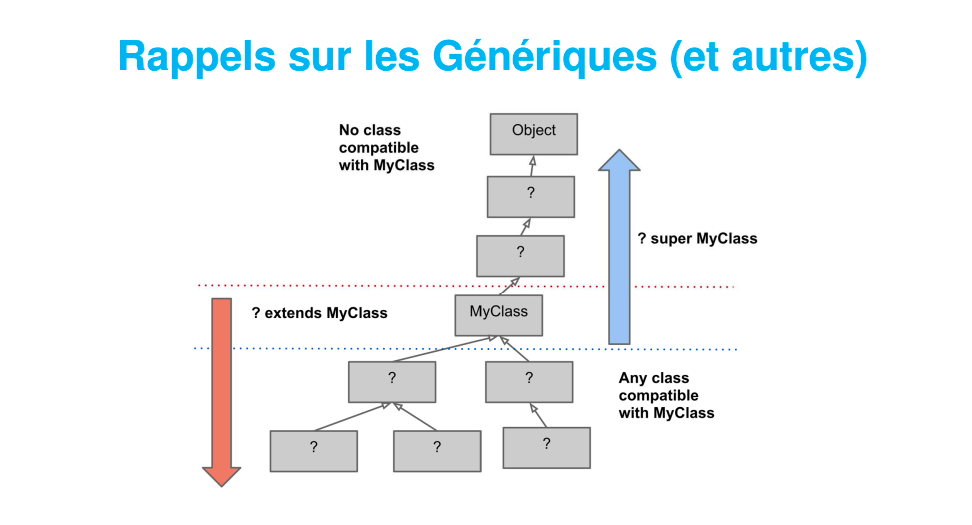 Rappels sur les Génériques (et autres)
No class
compatible
with MyClass
Object
?
? super MyClass
?
? extends MyClass
MyClass
?
?
Any class
compatible
with MyClass
?
?
?